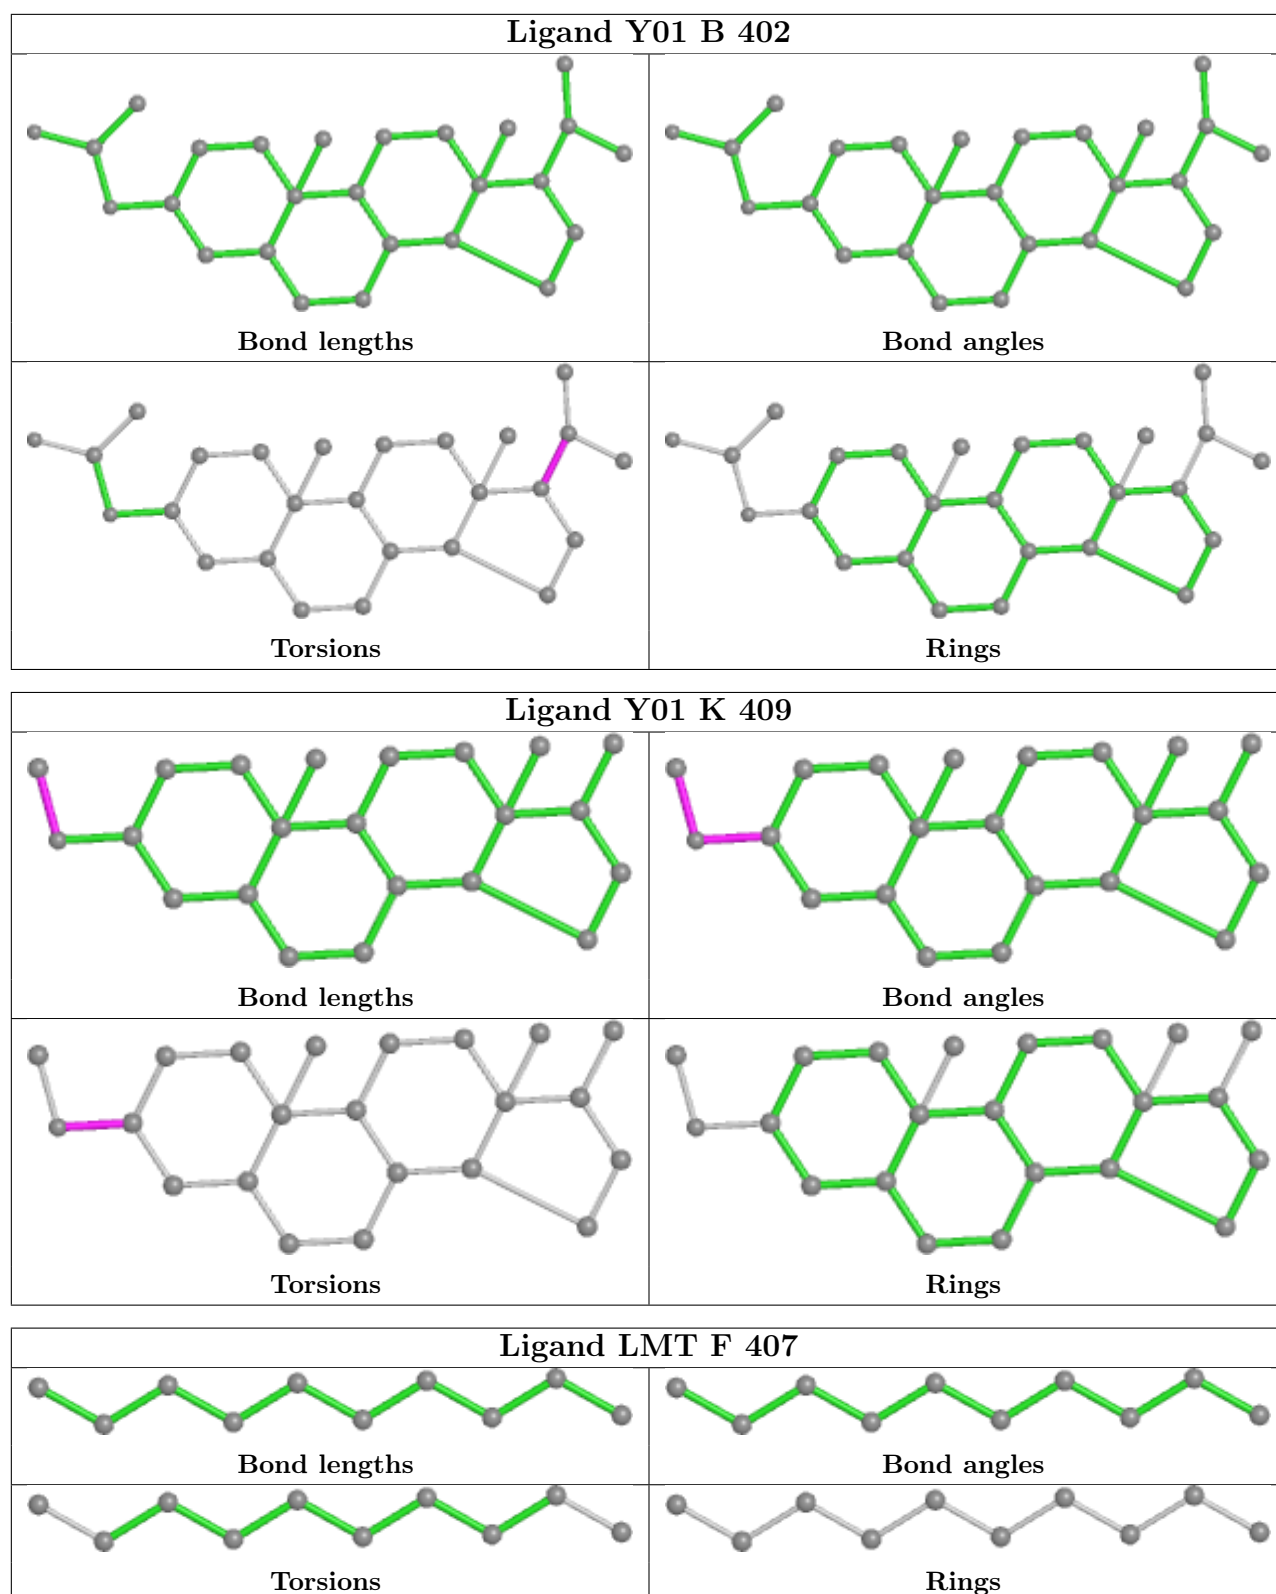 Ligand Y01 B 402
Bond lengths
Bond angles
Torsions
Rings
Ligand Y01 K 409
Bond lengths
Bond angles
Torsions
Rings
Ligand LMT F 407
Bond lengths
Bond angles
Torsions
Rings